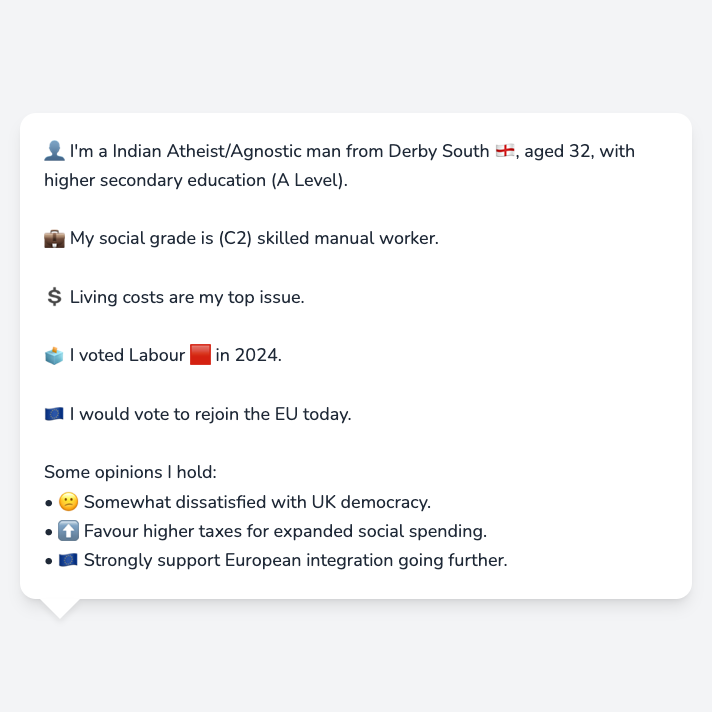 👤 I'm a Indian Atheist/Agnostic man from Derby South 🏴󠁧󠁢󠁥󠁮󠁧󠁿, aged 32, with
higher secondary education (A Level).
💼 My social grade is (C2) skilled manual worker.
💲 Living costs are my top issue.
🗳️ I voted Labour 🟥 in 2024.
🇪🇺 I would vote to rejoin the EU today.
Some opinions I hold:
• 🙁 Somewhat dissatisfied with UK democracy.
• ⬆️ Favour higher taxes for expanded social spending.
• 🇪🇺 Strongly support European integration going further.